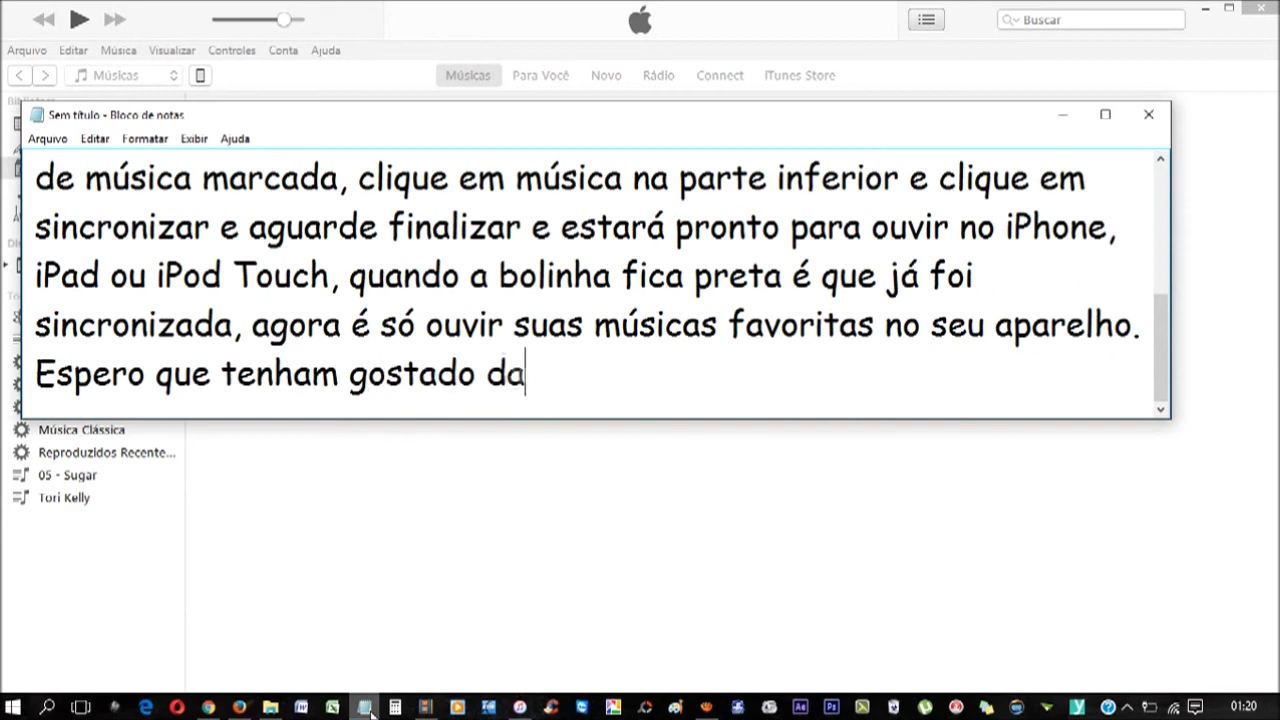 Buscar
Arquivo Editar Música Visualizar Controles Conta Ajuda
Músicas
Músicas Para Você Novo Rádio Connect iTunes Store
Sem título - Bloco de notas
Arquivo Editar Formatar Exibir Ajuda
de música marcada, clique em música na parte inferior e clique em
sincronizar e aguarde finalizar e estará pronto para ouvir no iPhone,
iPad ou iPod Touch, quando a bolinha fica preta é que já foi
sincronizada, agora é só ouvir suas músicas favoritas no seu aparelho.
Espero que tenham gostado da
Música Clássica
Reproduzidos Recente...
05 - Sugar
Tori Kelly
01:20